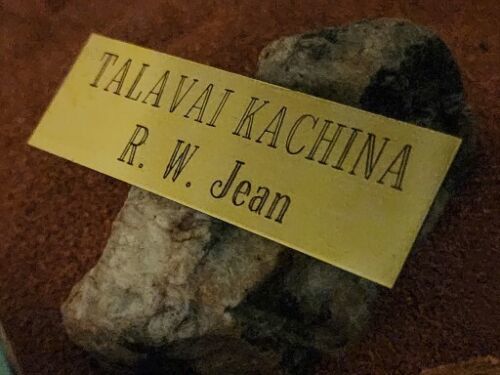 TALAVAI KACHINA
R. W. Jean